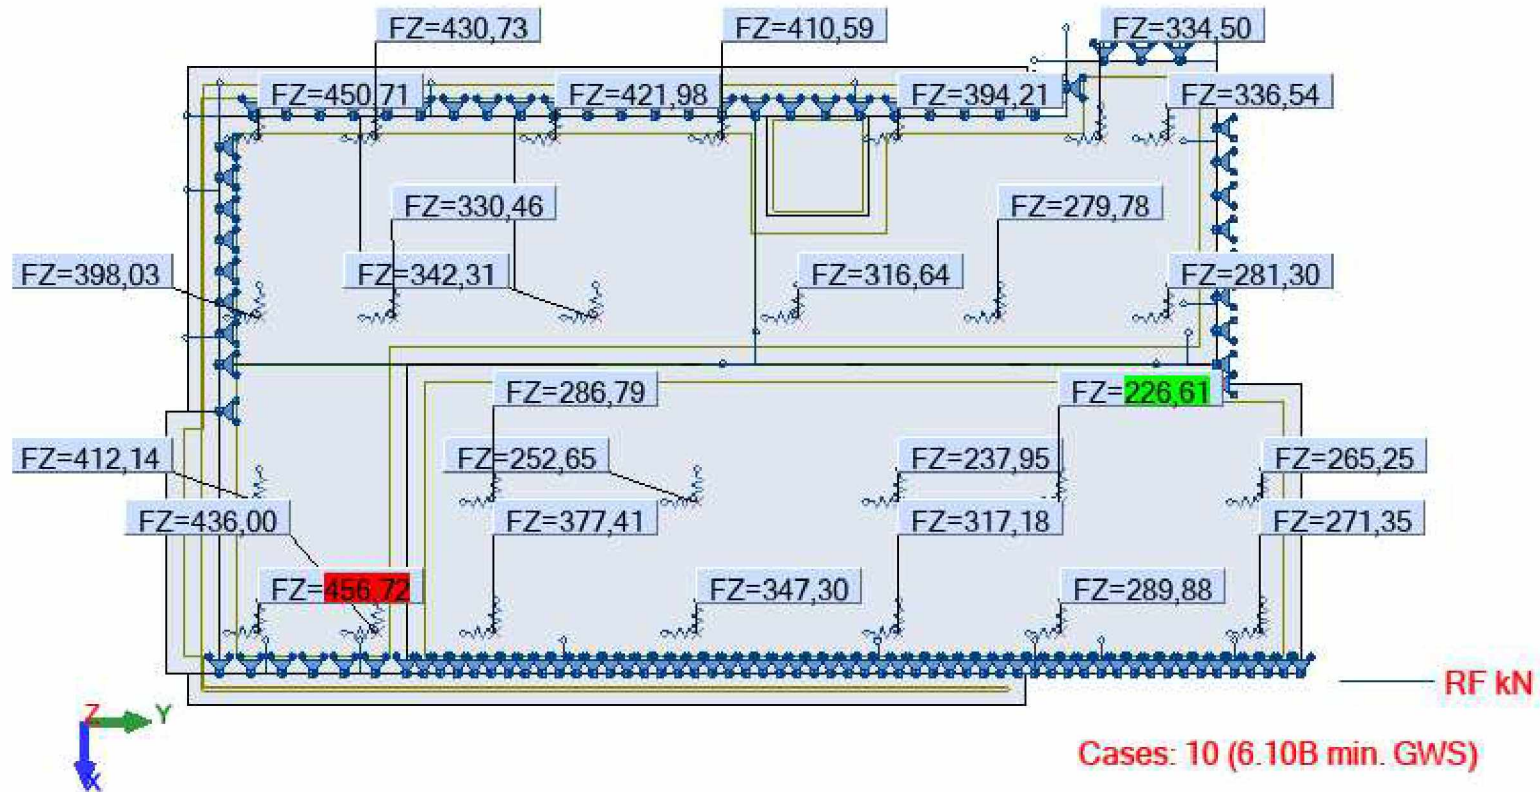 FZ=430,73
FZ=410,59
FZ=334,50
FZ=450,71
FZ=421,98
FZ=394,21
FZ=336,54
FZ=330,46
FZ=279,78
FZ=398,03
FZ=342,31
FZ=316,64
FZ=281,30
FZ=286,79
FZ=226,61
FZ=412,14
FZ=252,65
FZ=237,95
FZ=265,25
FZ=436,00
FZ=377,41
FZ=317,18
FZ=271,35
FZ=456,72
FZ=347,30
FZ=289,88
RF kN
Z
Y
X
Cases: 10 (6.10B min. GWS)